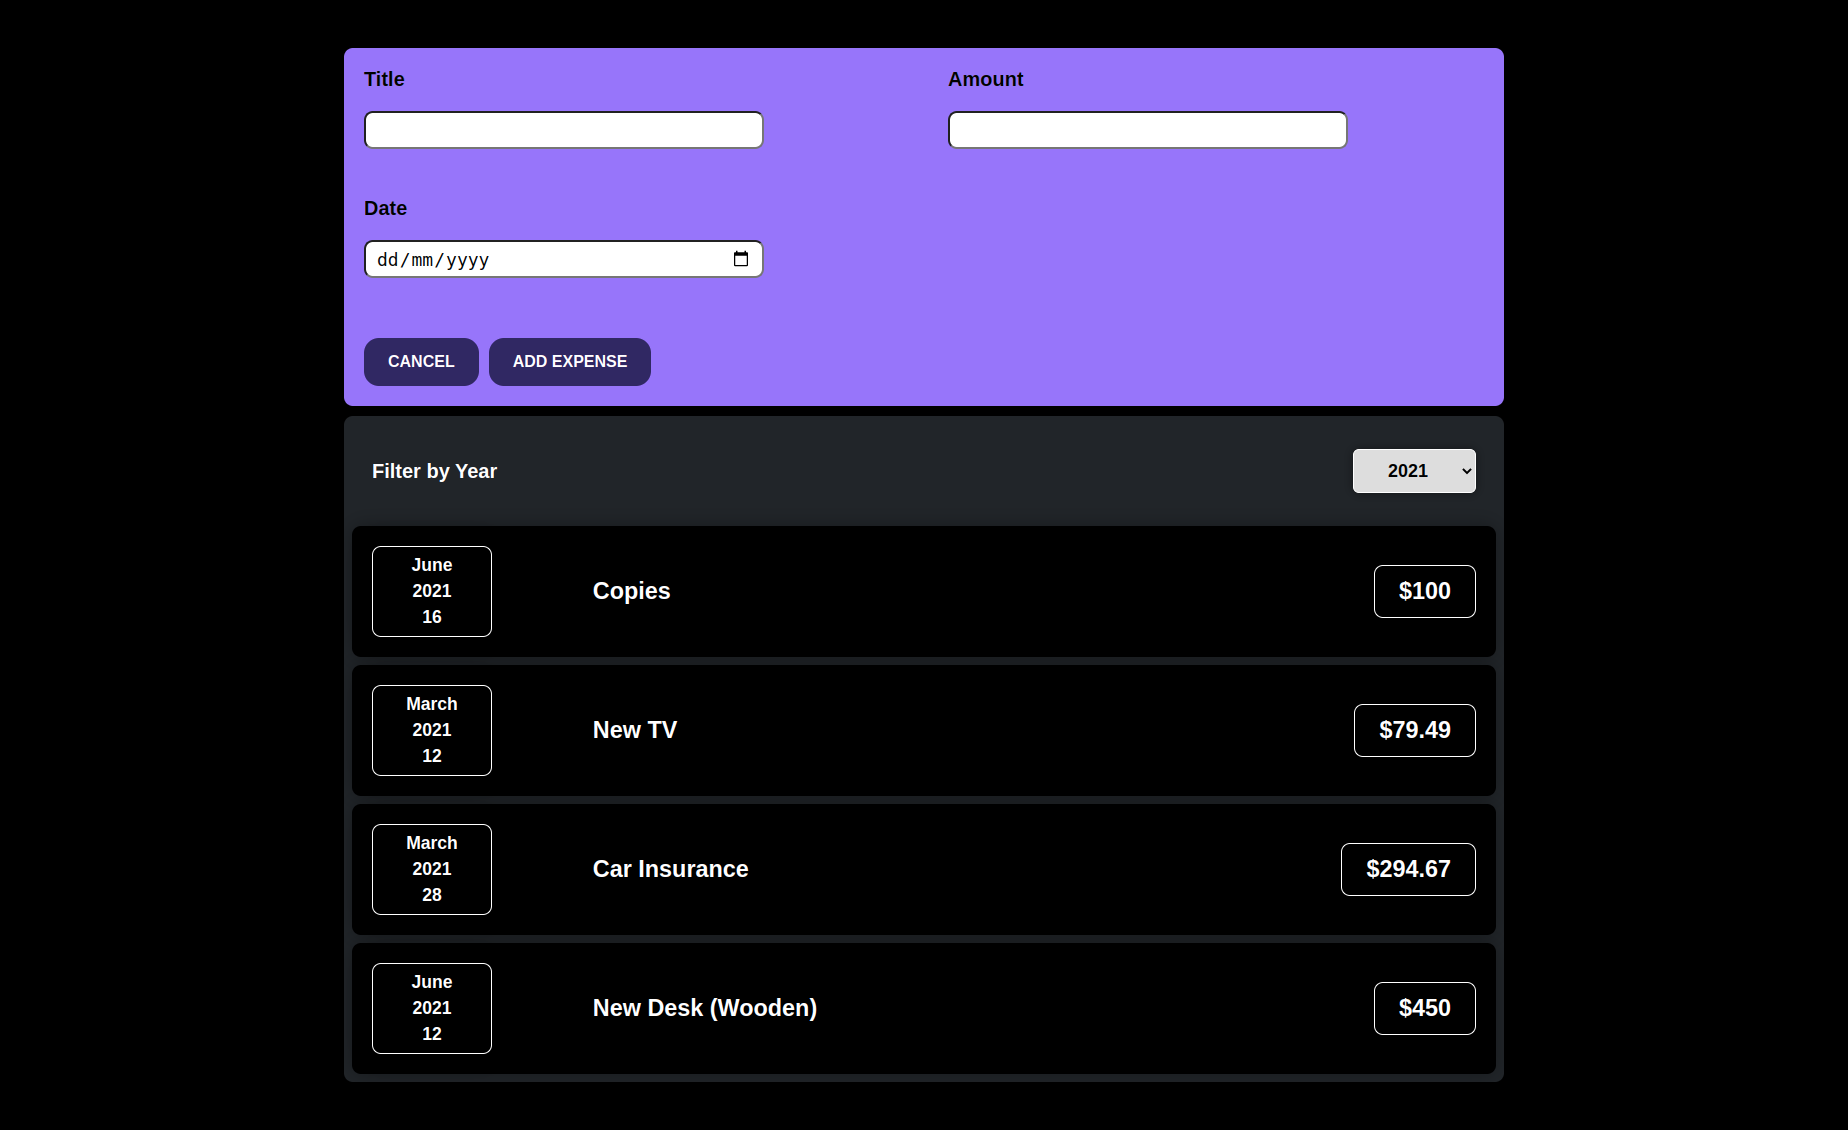 Title
Amount
Date
dd/mm/yyyy
CANCEL
ADD EXPENSE
Filter by Year
2021
June
2021
16
Copies
$100
March
2021
12
New TV
$79.49
March
2021
28
Car Insurance
$294.67
June
2021
12
New Desk (Wooden)
$450